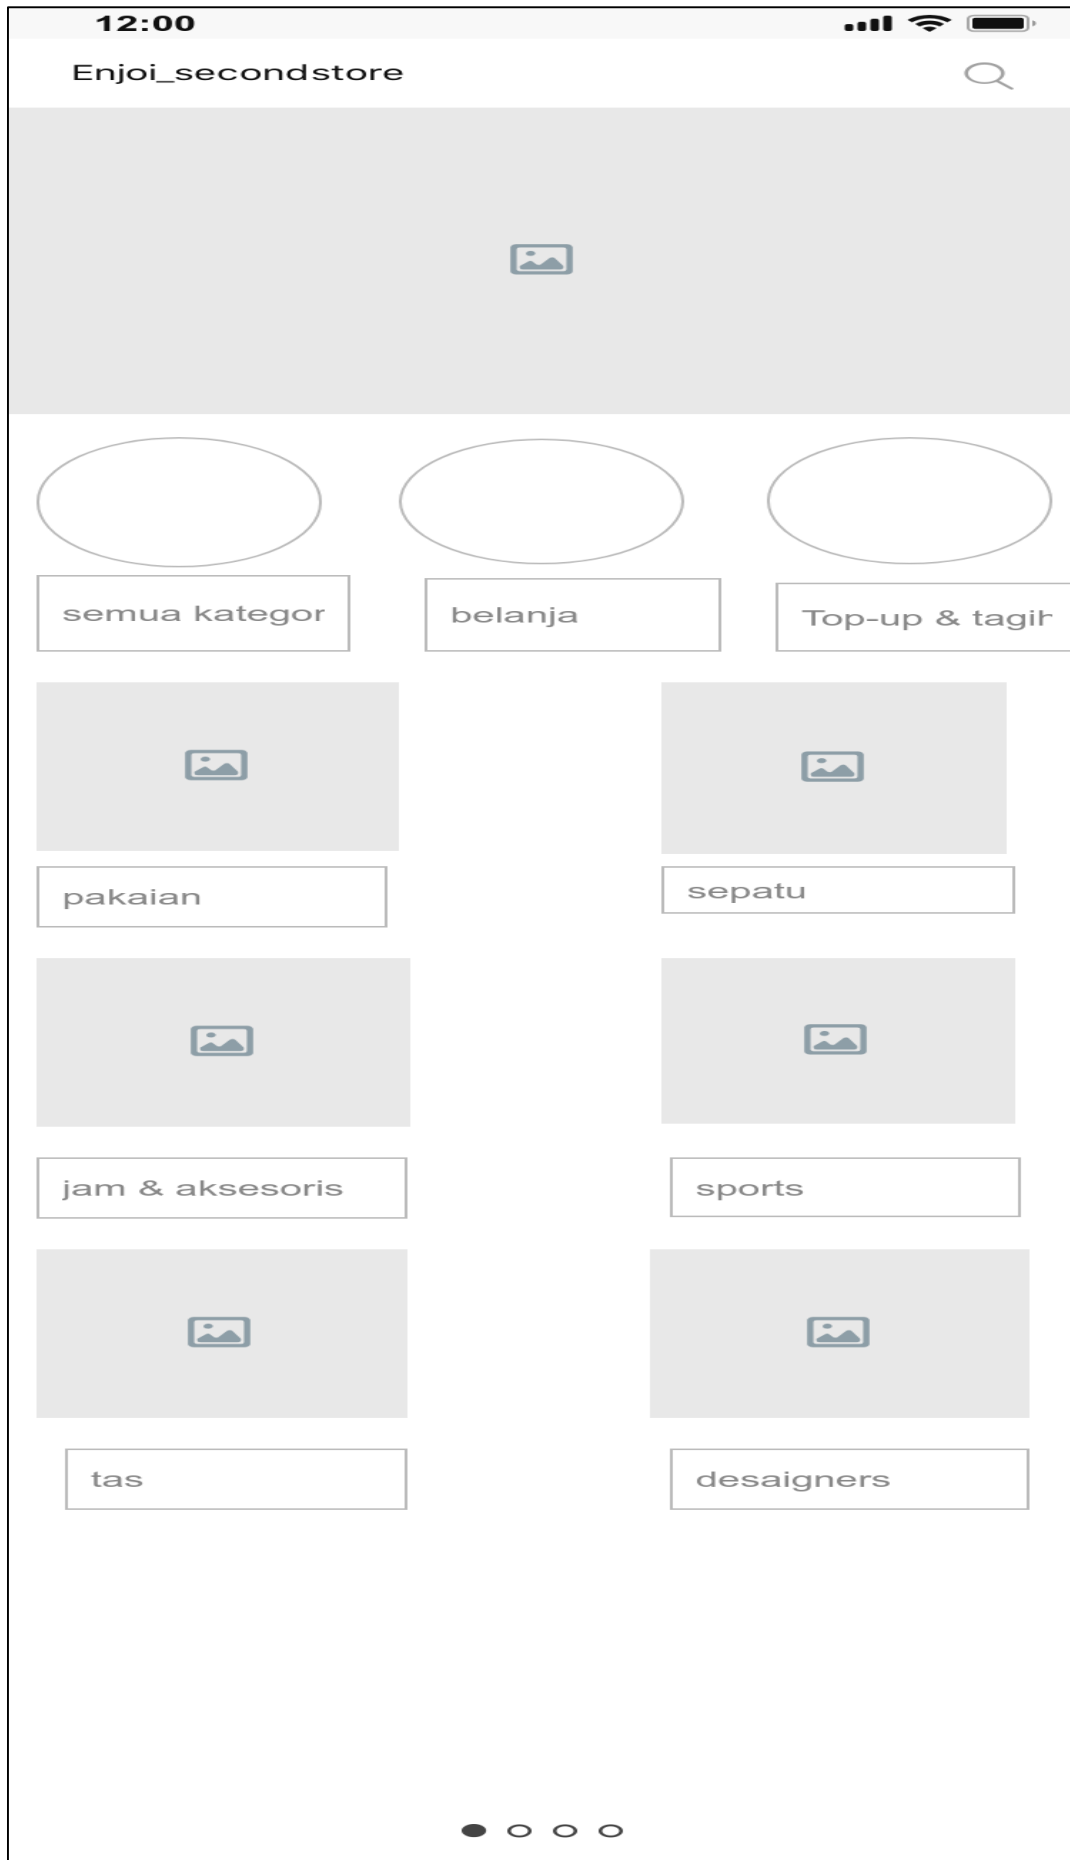 12:00
Enjoi_secondstore
semua kategor
belanja
Top-up & tagih
pakaian
sepatu
jam & aksesoris
sports
tas
desaigners